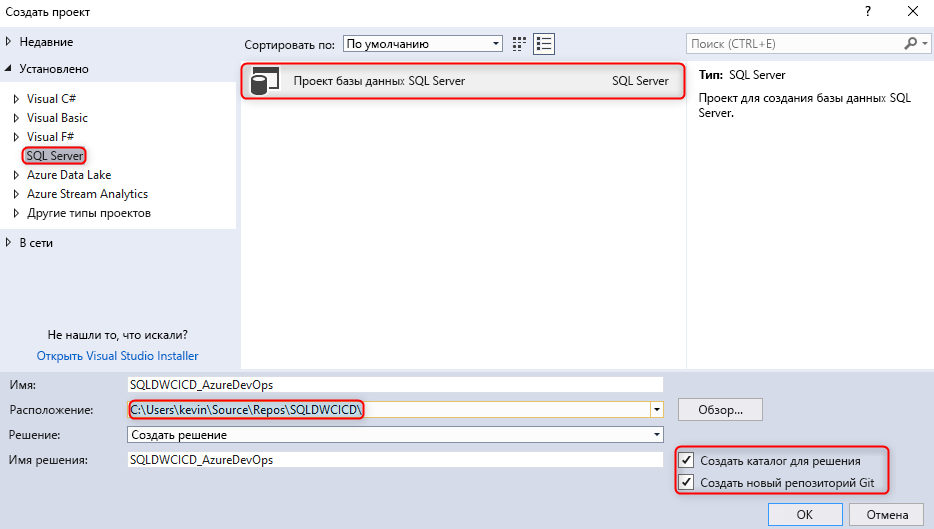 Создать проект
?
Недавние
Сортировать по:
По умолчанию
Поиск (CTRL+E)
Установлено
Visual C#
Visual Basic
Visual F#
SQL Server
Azure Data Lake
Azure Stream Analytics
Другие типы проектов
В сети
Не нашли то, что искали?
Открыть Visual Studio Installer
Проект базы данных SQL Server
SQL Server
Тип: SQL Server
Проект для создания базы данных SQL
Server.
Имя:
SQLDWCICD_AzureDevOps
Расположение:
C:\Users\kevin\Source\Repos\SQLDWCICD\
Обзор...
Решение:
Создать решение
Имя решения:
SQLDWCICD_AzureDevOps
Создать каталог для решения
Создать новый репозиторий Git
ОК
Отмена